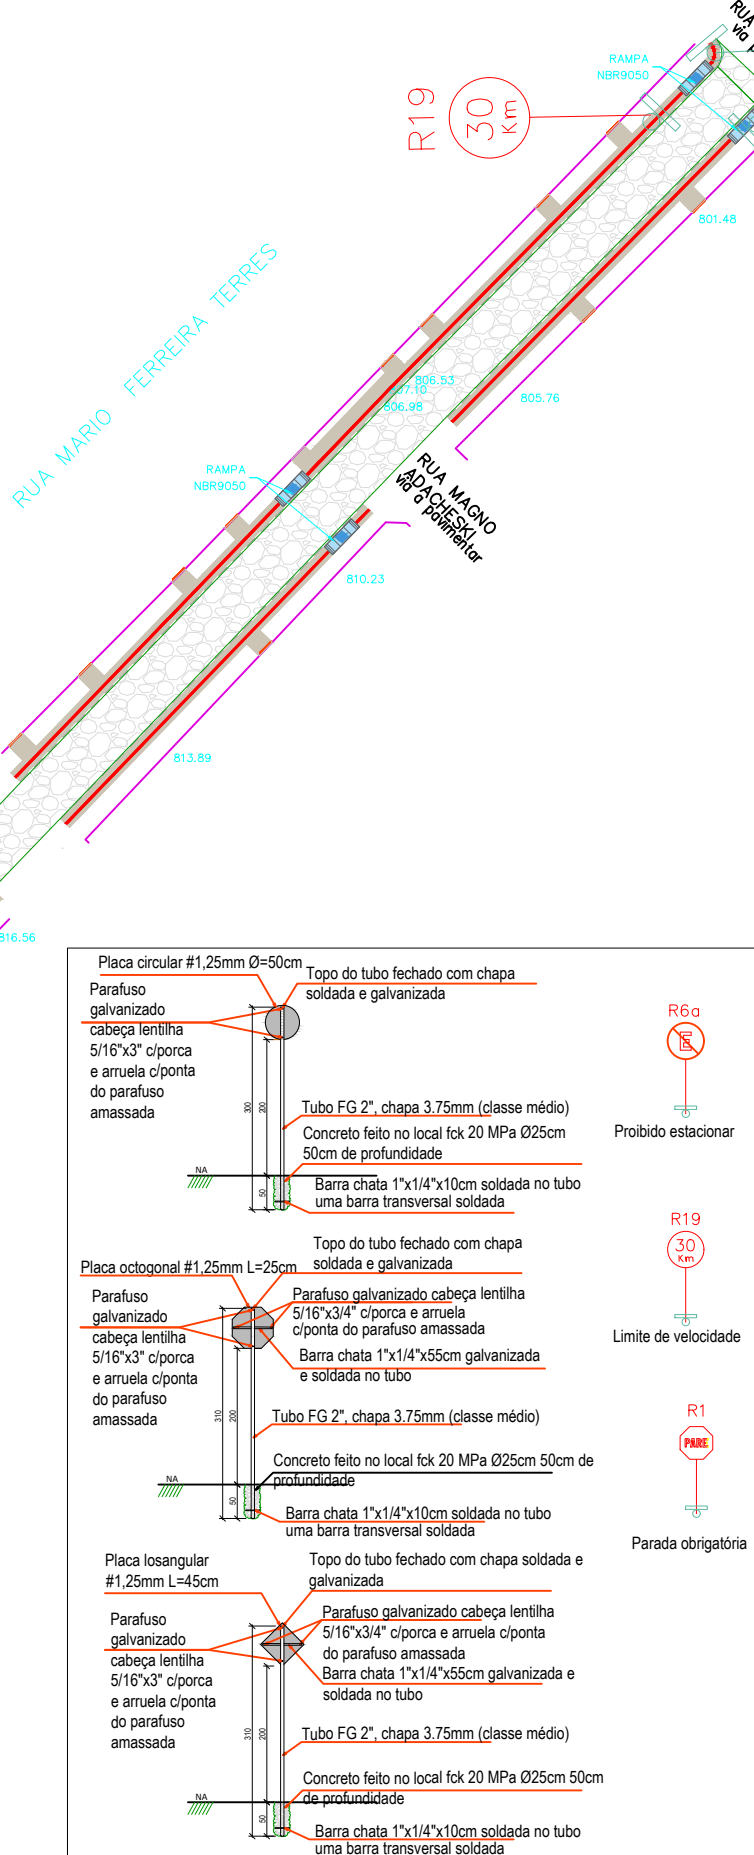 RUA
via p
RAMPA
NBR9050
R19
30
Km
801.48
RUA MARIO FERREIRA TERRES
806.53
807.10
806.98
805.76
RAMPA
NBR9050
RUA MAGNO
ADACHESKI
via a pavimentar
810.23
813.89
816.56
Placa circular #1,25mm Ø=50cm
Topo do tubo fechado com chapa
soldada e galvanizada
Parafuso
galvanizado
cabeça lentilha
5/16"x3" c/porca
e arruela c/ponta
do parafuso
amassada
300
200
50
NA
Tubo FG 2", chapa 3.75mm (classe médio)
Concreto feito no local fck 20 MPa Ø25cm
50cm de profundidade
Barra chata 1"x1/4"x10cm soldada no tubo
uma barra transversal soldada
R6a
E
Proibido estacionar
Topo do tubo fechado com chapa
soldada e galvanizada
Placa octogonal #1,25mm L=25cm
Parafuso
galvanizado
cabeça lentilha
5/16"x3" c/porca
e arruela c/ponta
do parafuso
amassada
Parafuso galvanizado cabeça lentilha
5/16"x3/4" c/porca e arruela
c/ponta do parafuso amassada
Barra chata 1"x1/4"x55cm galvanizada
e soldada no tubo
310
200
50
NA
Tubo FG 2", chapa 3.75mm (classe médio)
Concreto feito no local fck 20 MPa Ø25cm 50cm de
profundidade
Barra chata 1"x1/4"x10cm soldada no tubo
uma barra transversal soldada
R19
30
Km
Limite de velocidade
R1
PARE
Parada obrigatória
Placa losangular
#1,25mm L=45cm
Topo do tubo fechado com chapa soldada e
galvanizada
Parafuso
galvanizado
cabeça lentilha
5/16"x3" c/porca
e arruela c/ponta
do parafuso
amassada
Parafuso galvanizado cabeça lentilha
5/16"x3/4" c/porca e arruela c/ponta
do parafuso amassada
Barra chata 1"x1/4"x55cm galvanizada e
soldada no tubo
310
200
50
NA
Tubo FG 2", chapa 3.75mm (classe médio)
Concreto feito no local fck 20 MPa Ø25cm 50cm
de profundidade
Barra chata 1"x1/4"x10cm soldada no tubo
uma barra transversal soldada